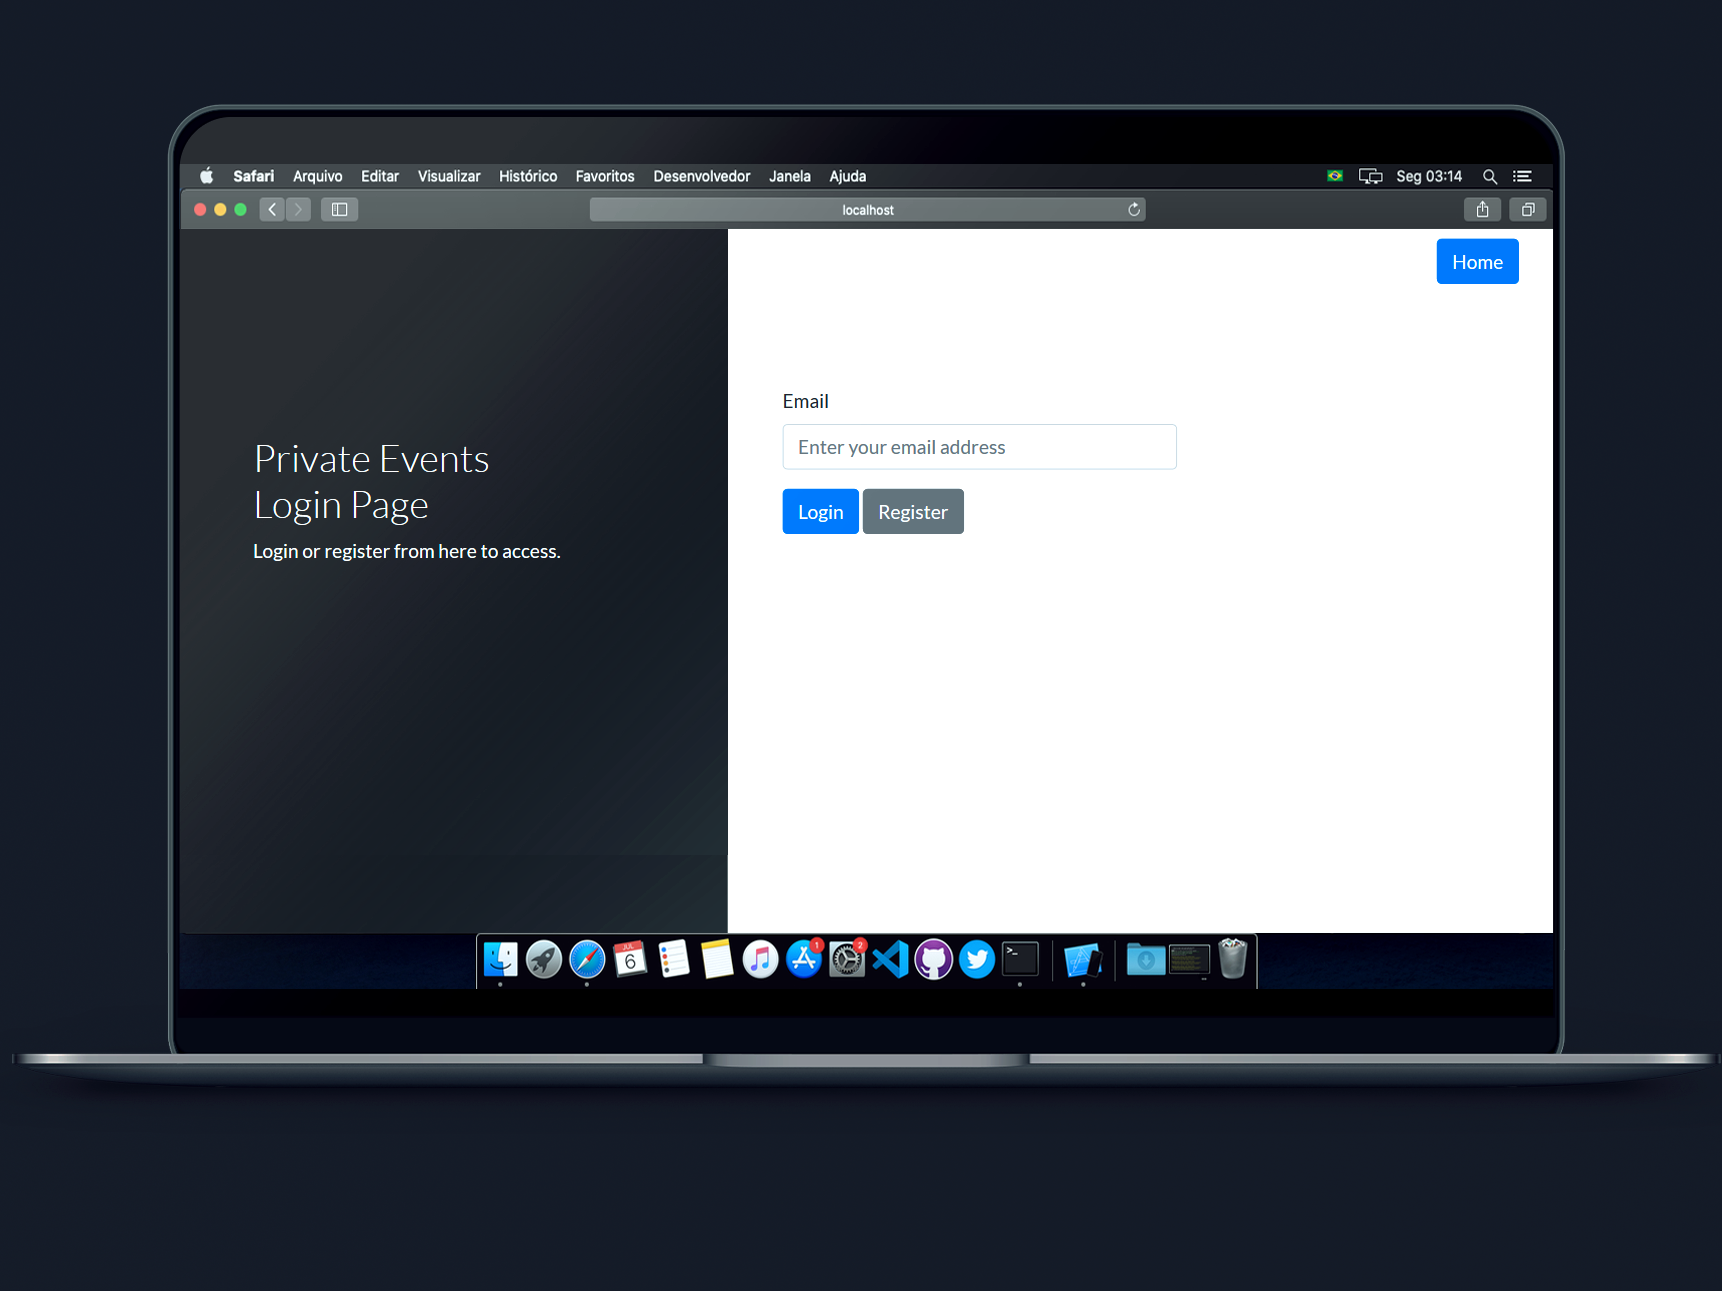 Safari Arquivo Editar Visualizar Histórico Favoritos Desenvolvedor Janela Ajuda Seg 03:14
localhost
Home
Private Events
Login Page
Login or register from here to access.
Email
Enter your email address
Login Register
JUL
6
1
2
>_